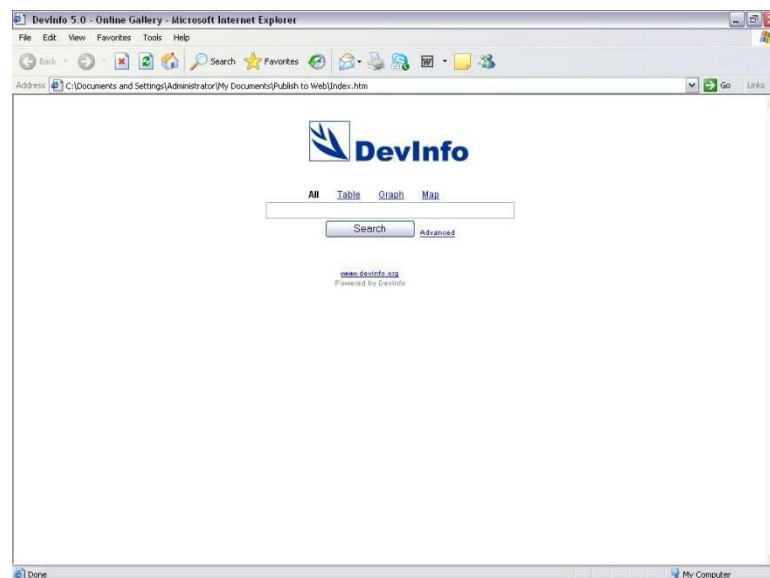 DevInfo 5.0 - Online Gallery - Microsoft Internet Explorer
File Edit View Favorites Tools Help
Back Search Favorites
Address C:\Documents and Settings\Administrator\My Documents\Publish to Web\Index.htm Go Links
DevInfo
All Table Graph Map
Search Advanced
www.devinfo.org
Powered by DevInfo
Done My Computer